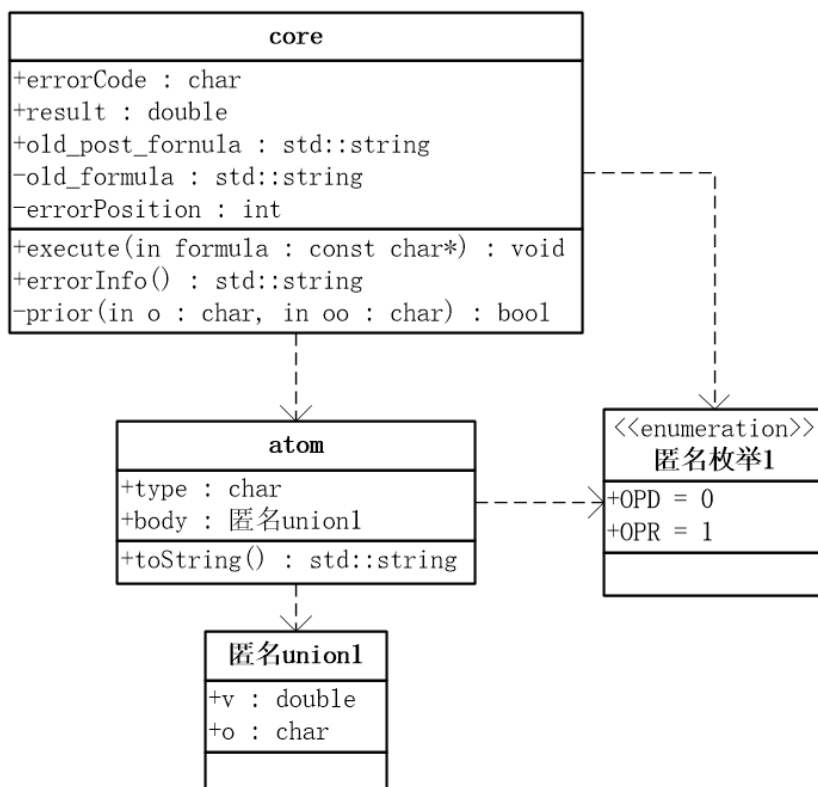 core
+errorCode : char
+result : double
+old_post_fornula : std::string
-old_formula : std::string
-errorPosition : int
+execute(in formula : const char*) : void
+errorInfo() : std::string
-prior(in o : char, in oo : char) : bool
atom
+type : char
+body : 匿名union1
+toString() : std::string
<<enumeration>>
匿名枚举1
+OPD = 0
+OPR = 1
匿名union1
+v : double
+o : char